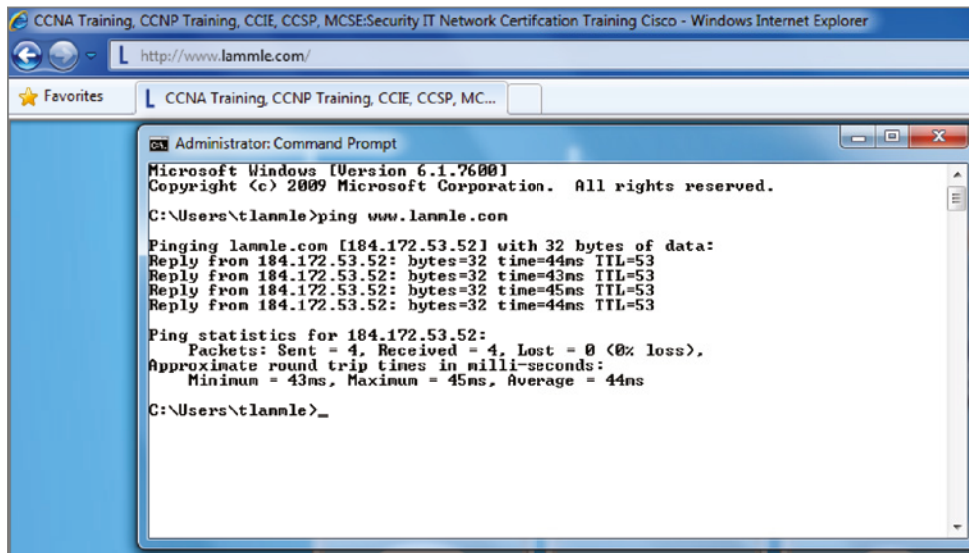 CCNA Training, CCNP Training, CCIE, CCSP, MCSE:Security IT Network Certifcation Training Cisco - Windows Internet Explorer
L http://www.lammle.com/
Favorites
L CCNA Training, CCNP Training, CCIE, CCSP, MC...
C:\. Administrator: Command Prompt
Microsoft Windows [Version 6.1.7600]
Copyright (c) 2009 Microsoft Corporation.  All rights reserved.
C:\Users\tlammle>ping www.lammle.com
Pinging lammle.com [184.172.53.52] with 32 bytes of data:
Reply from 184.172.53.52: bytes=32 time=44ms TTL=53
Reply from 184.172.53.52: bytes=32 time=43ms TTL=53
Reply from 184.172.53.52: bytes=32 time=45ms TTL=53
Reply from 184.172.53.52: bytes=32 time=44ms TTL=53
Ping statistics for 184.172.53.52:
    Packets: Sent = 4, Received = 4, Lost = 0 (0% loss),
Approximate round trip times in milli-seconds:
    Minimum = 43ms, Maximum = 45ms, Average = 44ms
C:\Users\tlammle>_